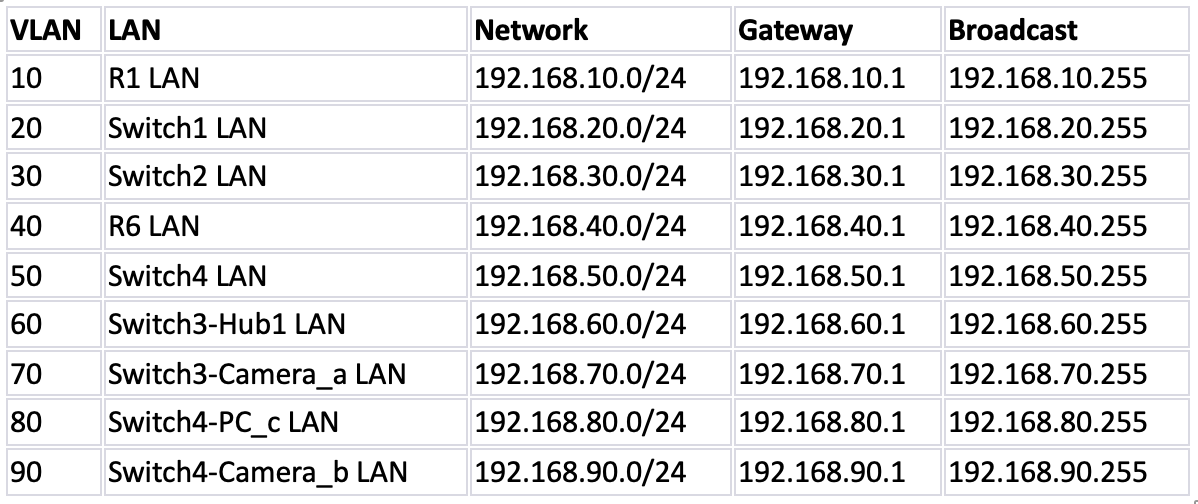 VLAN LAN Network Gateway Broadcast
10 R1 LAN 192.168.10.0/24 192.168.10.1 192.168.10.255
20 Switch1 LAN 192.168.20.0/24 192.168.20.1 192.168.20.255
30 Switch2 LAN 192.168.30.0/24 192.168.30.1 192.168.30.255
40 R6 LAN 192.168.40.0/24 192.168.40.1 192.168.40.255
50 Switch4 LAN 192.168.50.0/24 192.168.50.1 192.168.50.255
60 Switch3-Hub1 LAN 192.168.60.0/24 192.168.60.1 192.168.60.255
70 Switch3-Camera_a LAN 192.168.70.0/24 192.168.70.1 192.168.70.255
80 Switch4-PC_c LAN 192.168.80.0/24 192.168.80.1 192.168.80.255
90 Switch4-Camera_b LAN 192.168.90.0/24 192.168.90.1 192.168.90.255